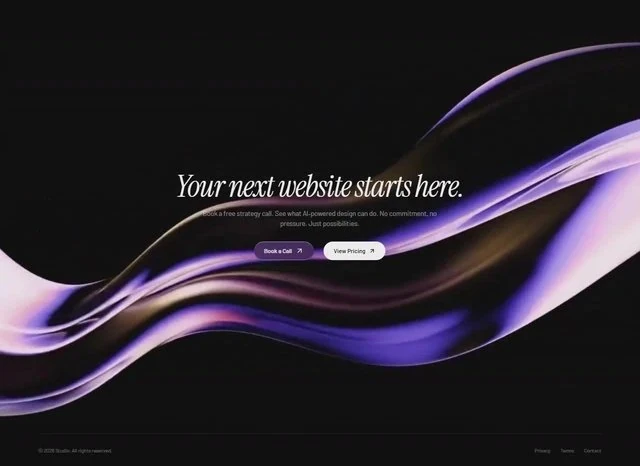 Your next website starts here.
Book a free strategy call. See what AI-powered design can do. No commitment, no
pressure. Just possibilities.
Book a Call
View Pricing
© 2026 Studio. All rights reserved.
Privacy
Terms
Contact